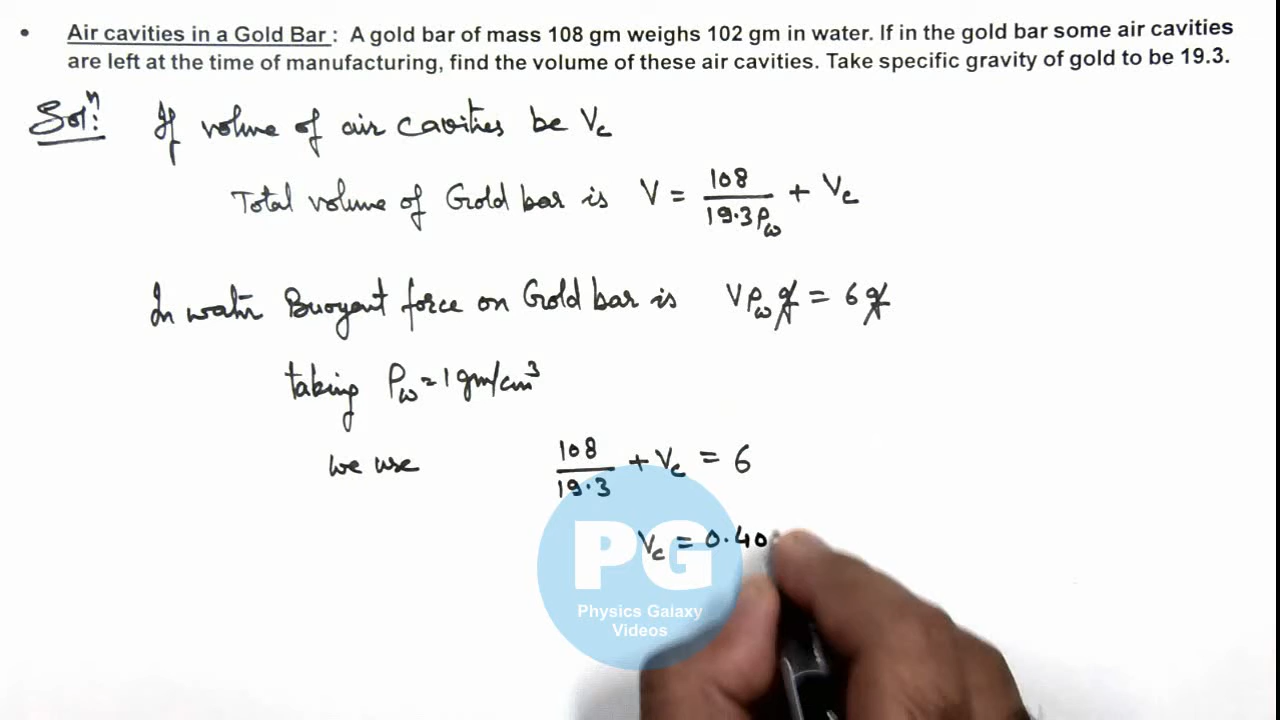 • Air cavities in a Gold Bar : A gold bar of mass 108 gm weighs 102 gm in water. If in the gold bar some air cavities
are left at the time of manufacturing, find the volume of these air cavities. Take specific gravity of gold to be 19.3.
Solⁿ: If volume of air cavities be Vc
Total volume of Gold bar is V = 108/19.3ρw + Vc
In water Buoyant force on Gold bar is Vρwg = 6g
taking ρw = 1 gm/cm³
we use 108/19.3 + Vc = 6
Vc = 0.40
PG
Physics Galaxy
Videos